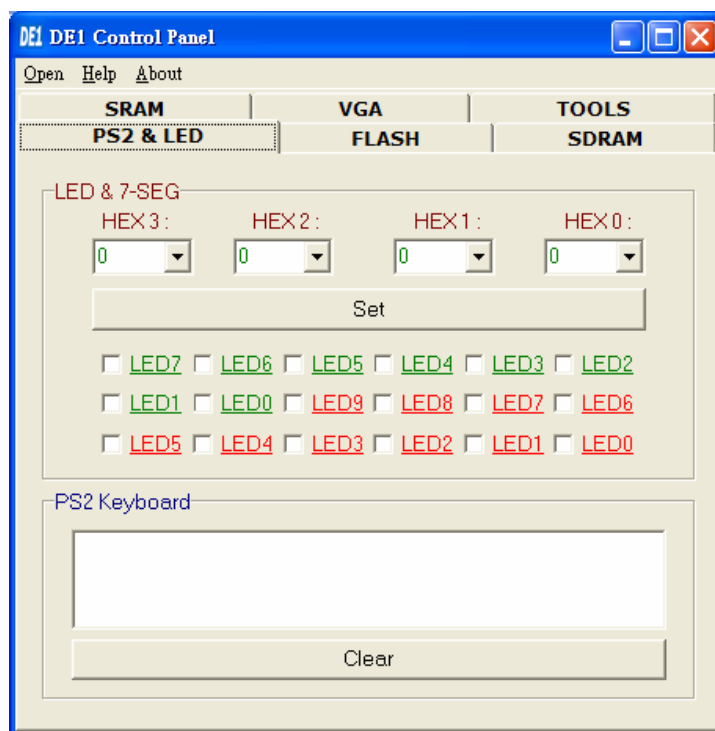 DE1 DE1 Control Panel
Open Help About
SRAM VGA TOOLS
PS2 & LED FLASH SDRAM
LED & 7-SEG
HEX 3 : HEX 2 : HEX 1 : HEX 0 :
0 0 0 0
Set
LED7 LED6 LED5 LED4 LED3 LED2
LED1 LED0 LED9 LED8 LED7 LED6
LED5 LED4 LED3 LED2 LED1 LED0
PS2 Keyboard
Clear